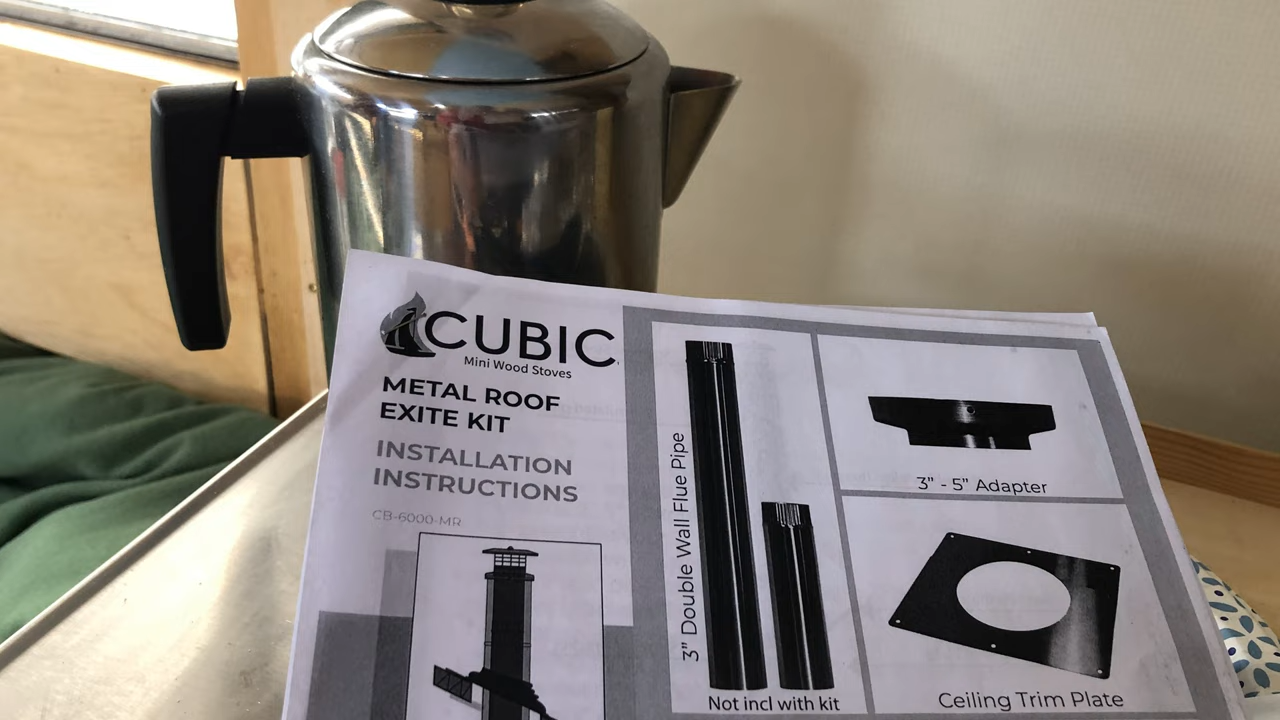 CUBIC
Mini Wood Stoves
METAL ROOF
EXITE KIT
INSTALLATION
INSTRUCTIONS
CB-6000-MR
3” Double Wall Flue Pipe
Not incl with kit
3” - 5” Adapter
Ceiling Trim Plate